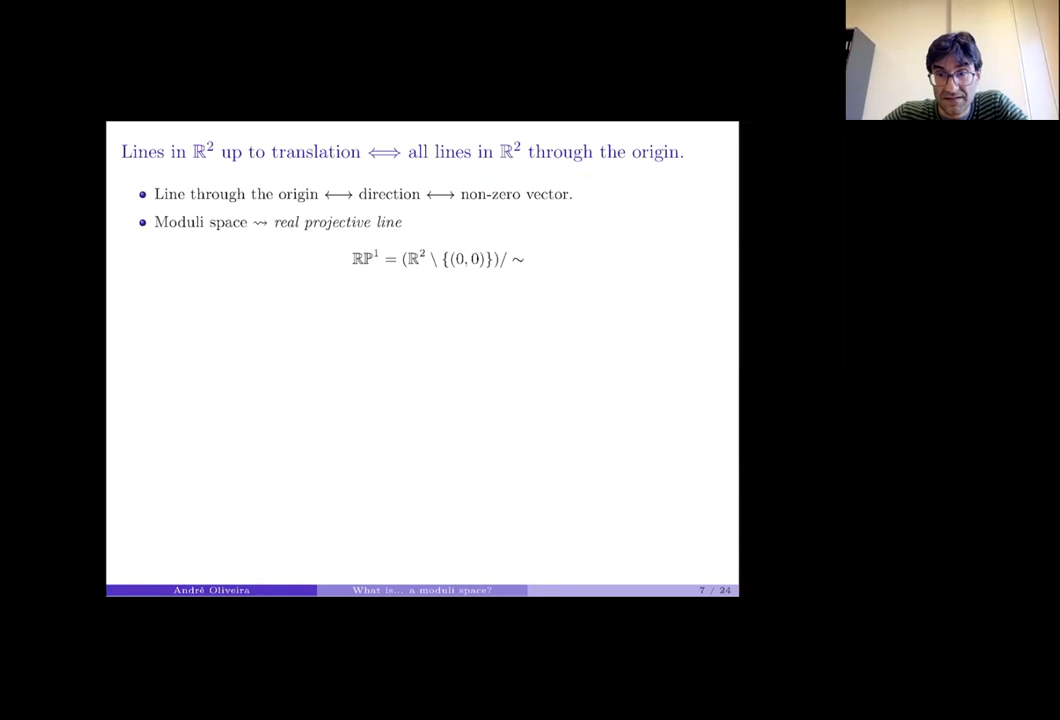 Lines in ℝ² up to translation ⟺ all lines in ℝ² through the origin.
• Line through the origin ⟷ direction ⟷ non-zero vector.
• Moduli space ⇝ real projective line
ℝℙ¹ = (ℝ² \ {(0, 0)})/ ∼
André Oliveira What is... a moduli space? 7 / 24